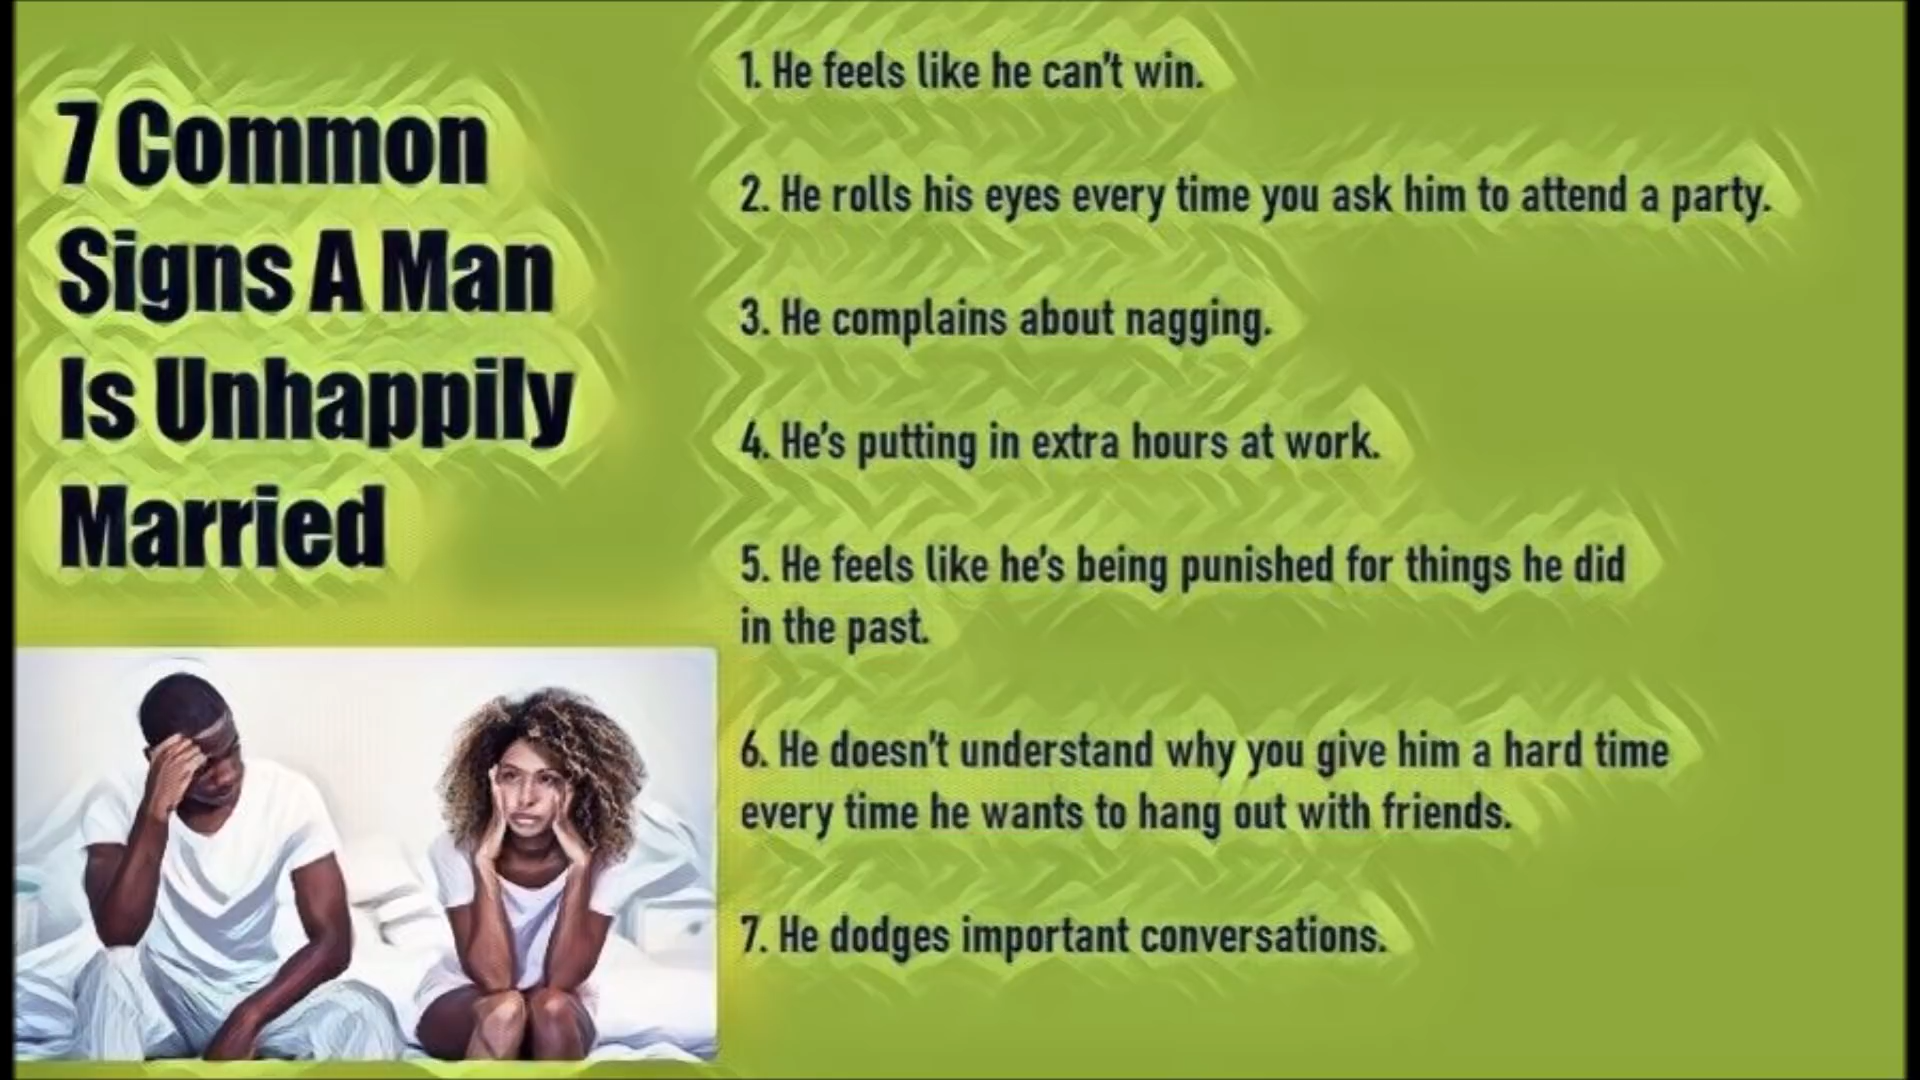 7 Common
Signs A Man
Is Unhappily
Married
1. He feels like he can't win.
2. He rolls his eyes every time you ask him to attend a party.
3. He complains about nagging.
4. He's putting in extra hours at work.
5. He feels like he's being punished for things he did
in the past.
6. He doesn't understand why you give him a hard time
every time he wants to hang out with friends.
7. He dodges important conversations.